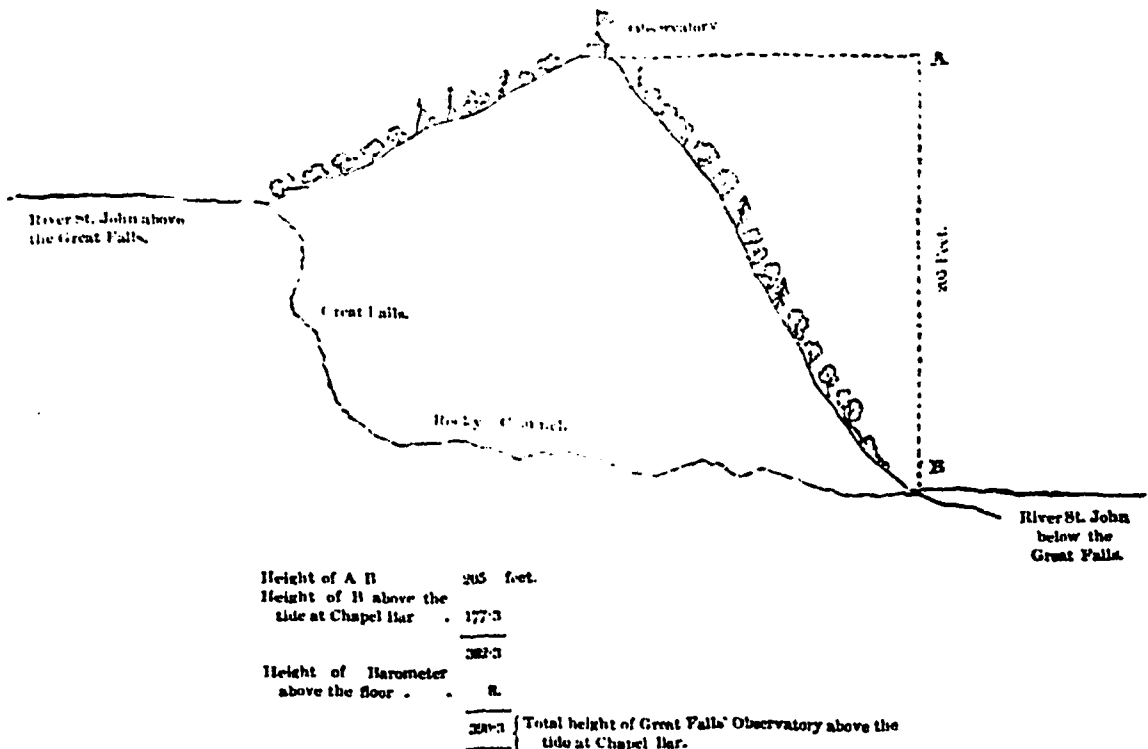 Observatory
A
River St. John above
the Great Falls.
205 Feet.
Great Falls.
Rocky Channel.
B
River St. John
below the
Great Falls.
Height of A B 205 feet.
Height of B above the
tide at Chapel Bar . 177·3
382·3
Height of Barometer
above the floor . . 8.
390·3 { Total height of Great Falls' Observatory above the
tide at Chapel Bar.